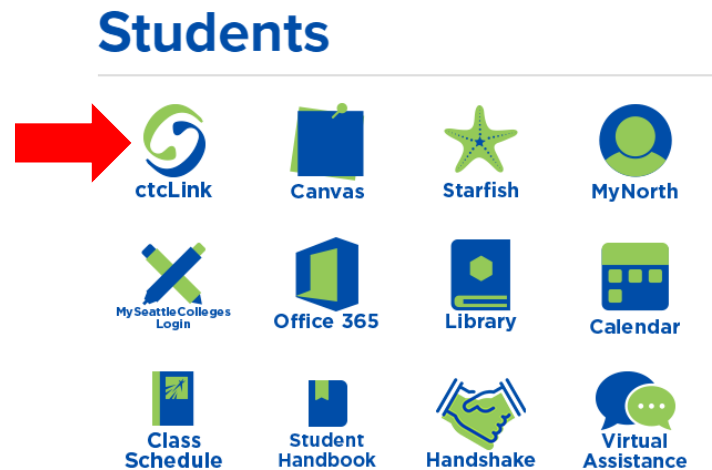 Students
ctcLink
Canvas
Starfish
MyNorth
MySeattleColleges
Login
Office 365
Library
Calendar
Class
Schedule
Student
Handbook
Handshake
Virtual
Assistance